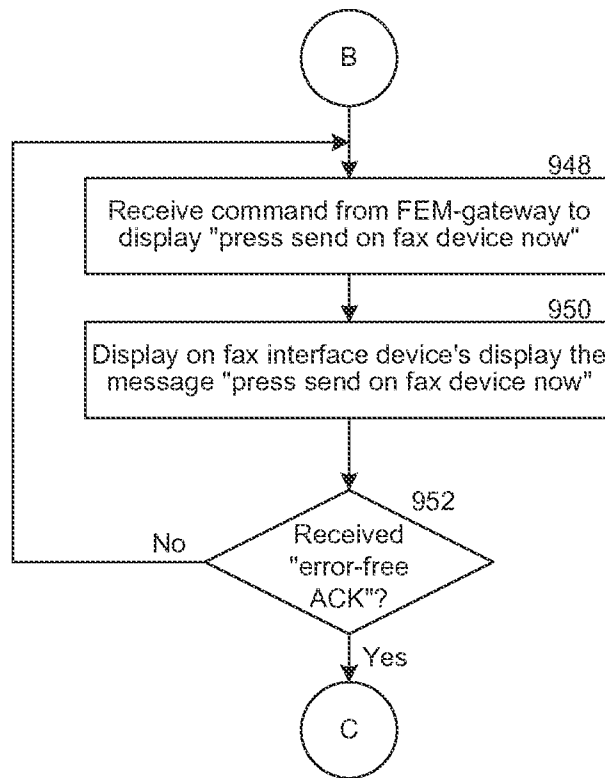 B
948
Receive command from FEM-gateway to
display "press send on fax device now"
950
Display on fax interface device's display the
message "press send on fax device now"
952
Received
"error-free
ACK"?
No
Yes
C